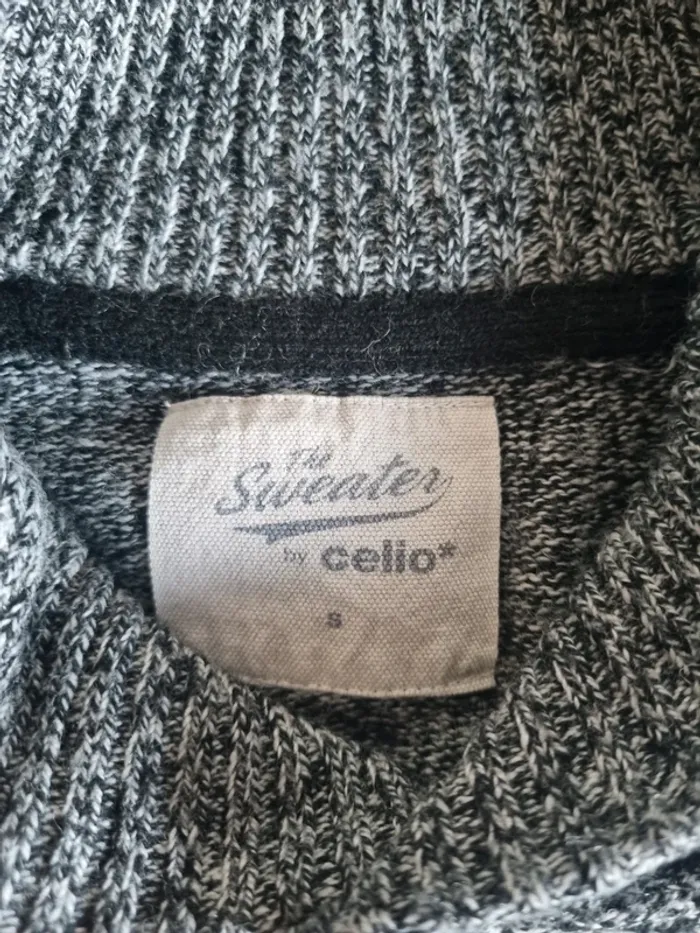 The
Sweater
by celio*
S